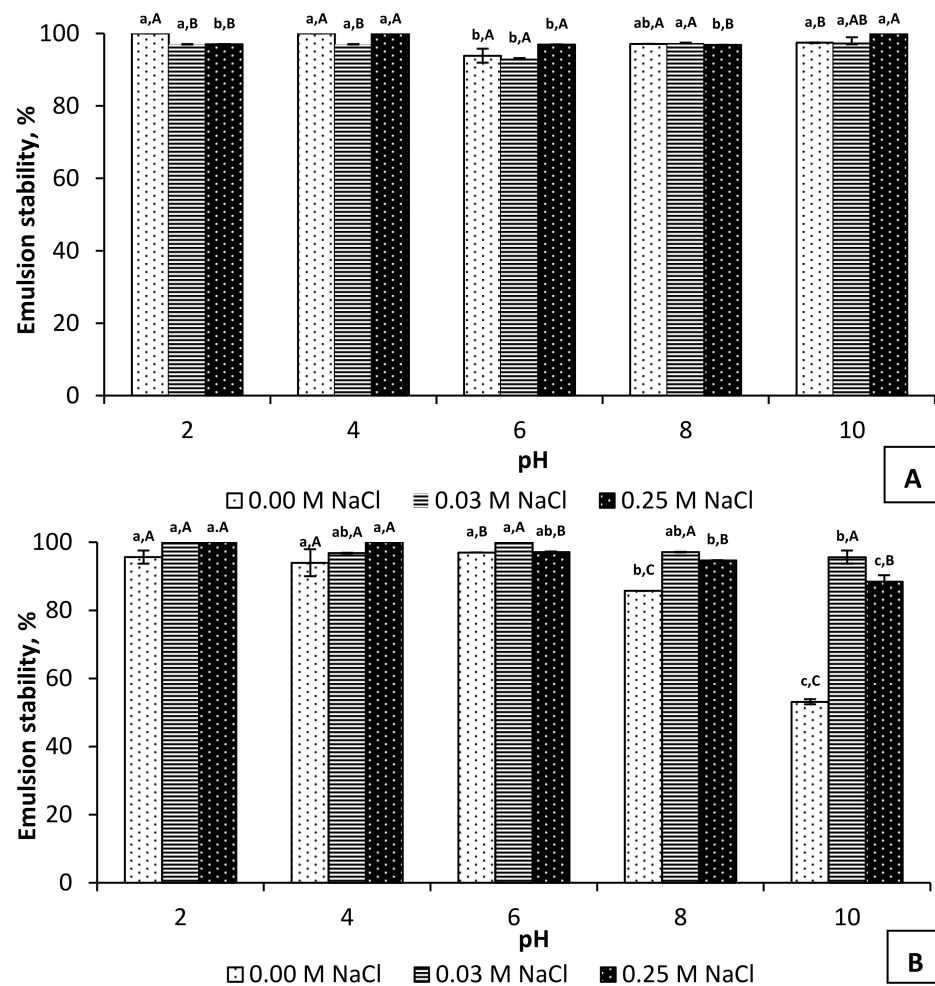 a,A a,B b,B a,A a,B a,A b,A b,A b,A ab,A a,A b,B a,B a,AB a,A
100
80
60
40
20
0
Emulsion stability, %
2 4 6 8 10
pH
A
0.00 M NaCl 0.03 M NaCl 0.25 M NaCl
a,A a,A a.A a,A ab,A a,A a,B a,A ab,B b,C ab,A b,B c,C b,A c,B
100
80
60
40
20
0
Emulsion stability, %
2 4 6 8 10
pH
B
0.00 M NaCl 0.03 M NaCl 0.25 M NaCl